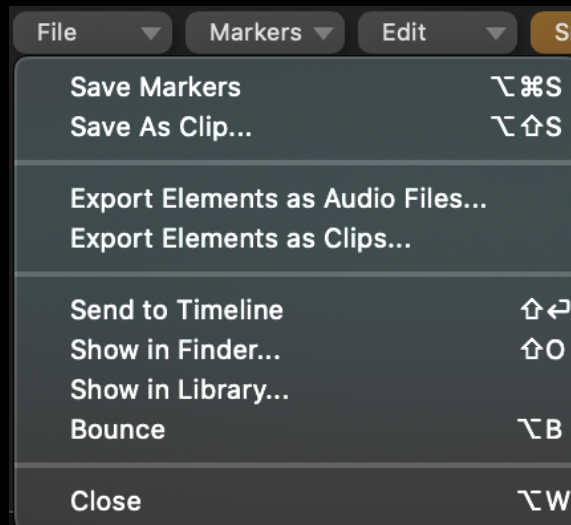 File Markers Edit S
Save Markers ⌥⌘S
Save As Clip... ⌥⇧S
Export Elements as Audio Files...
Export Elements as Clips...
Send to Timeline ⇧↩
Show in Finder... ⇧O
Show in Library...
Bounce ⌥B
Close ⌥W